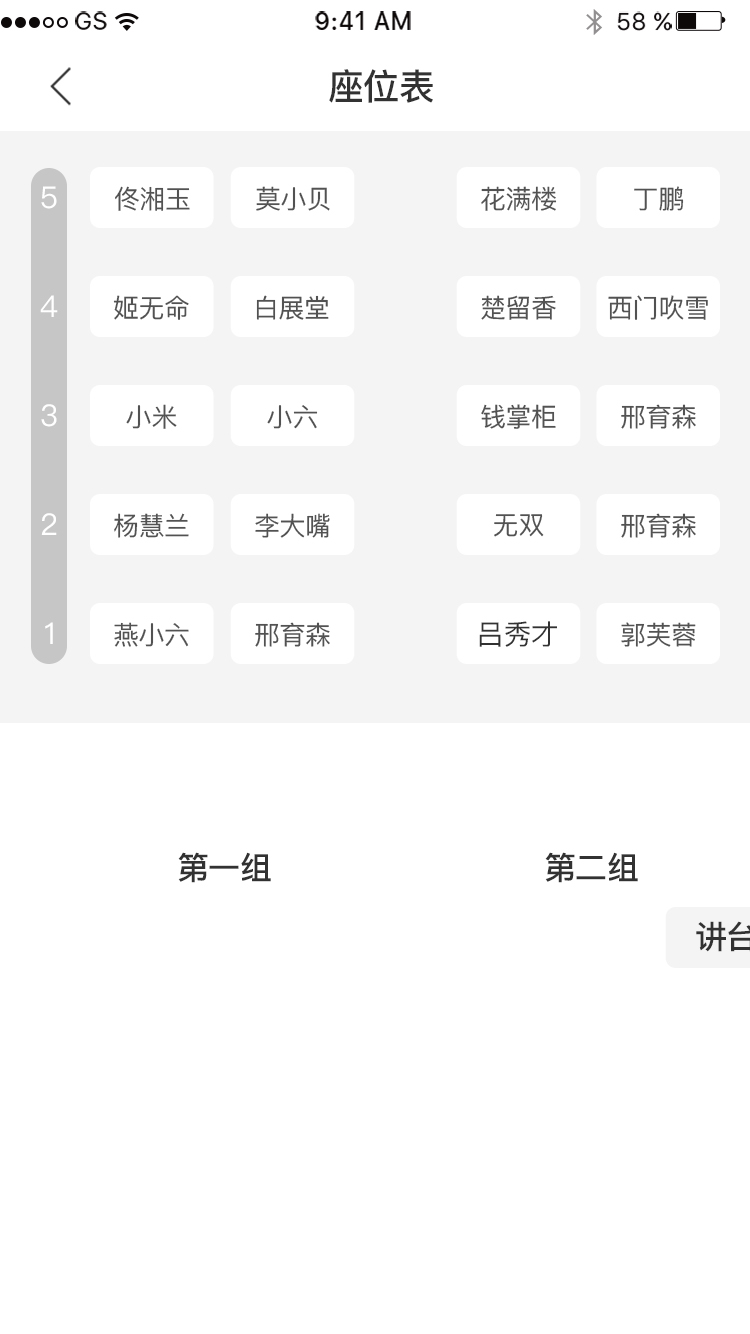 GS 9:41 AM 58 %
座位表
5 佟湘玉 莫小贝 花满楼 丁鹏
4 姬无命 白展堂 楚留香 西门吹雪
3 小米 小六 钱掌柜 邢育森
2 杨慧兰 李大嘴 无双 邢育森
1 燕小六 邢育森 吕秀才 郭芙蓉
第一组 第二组
讲台